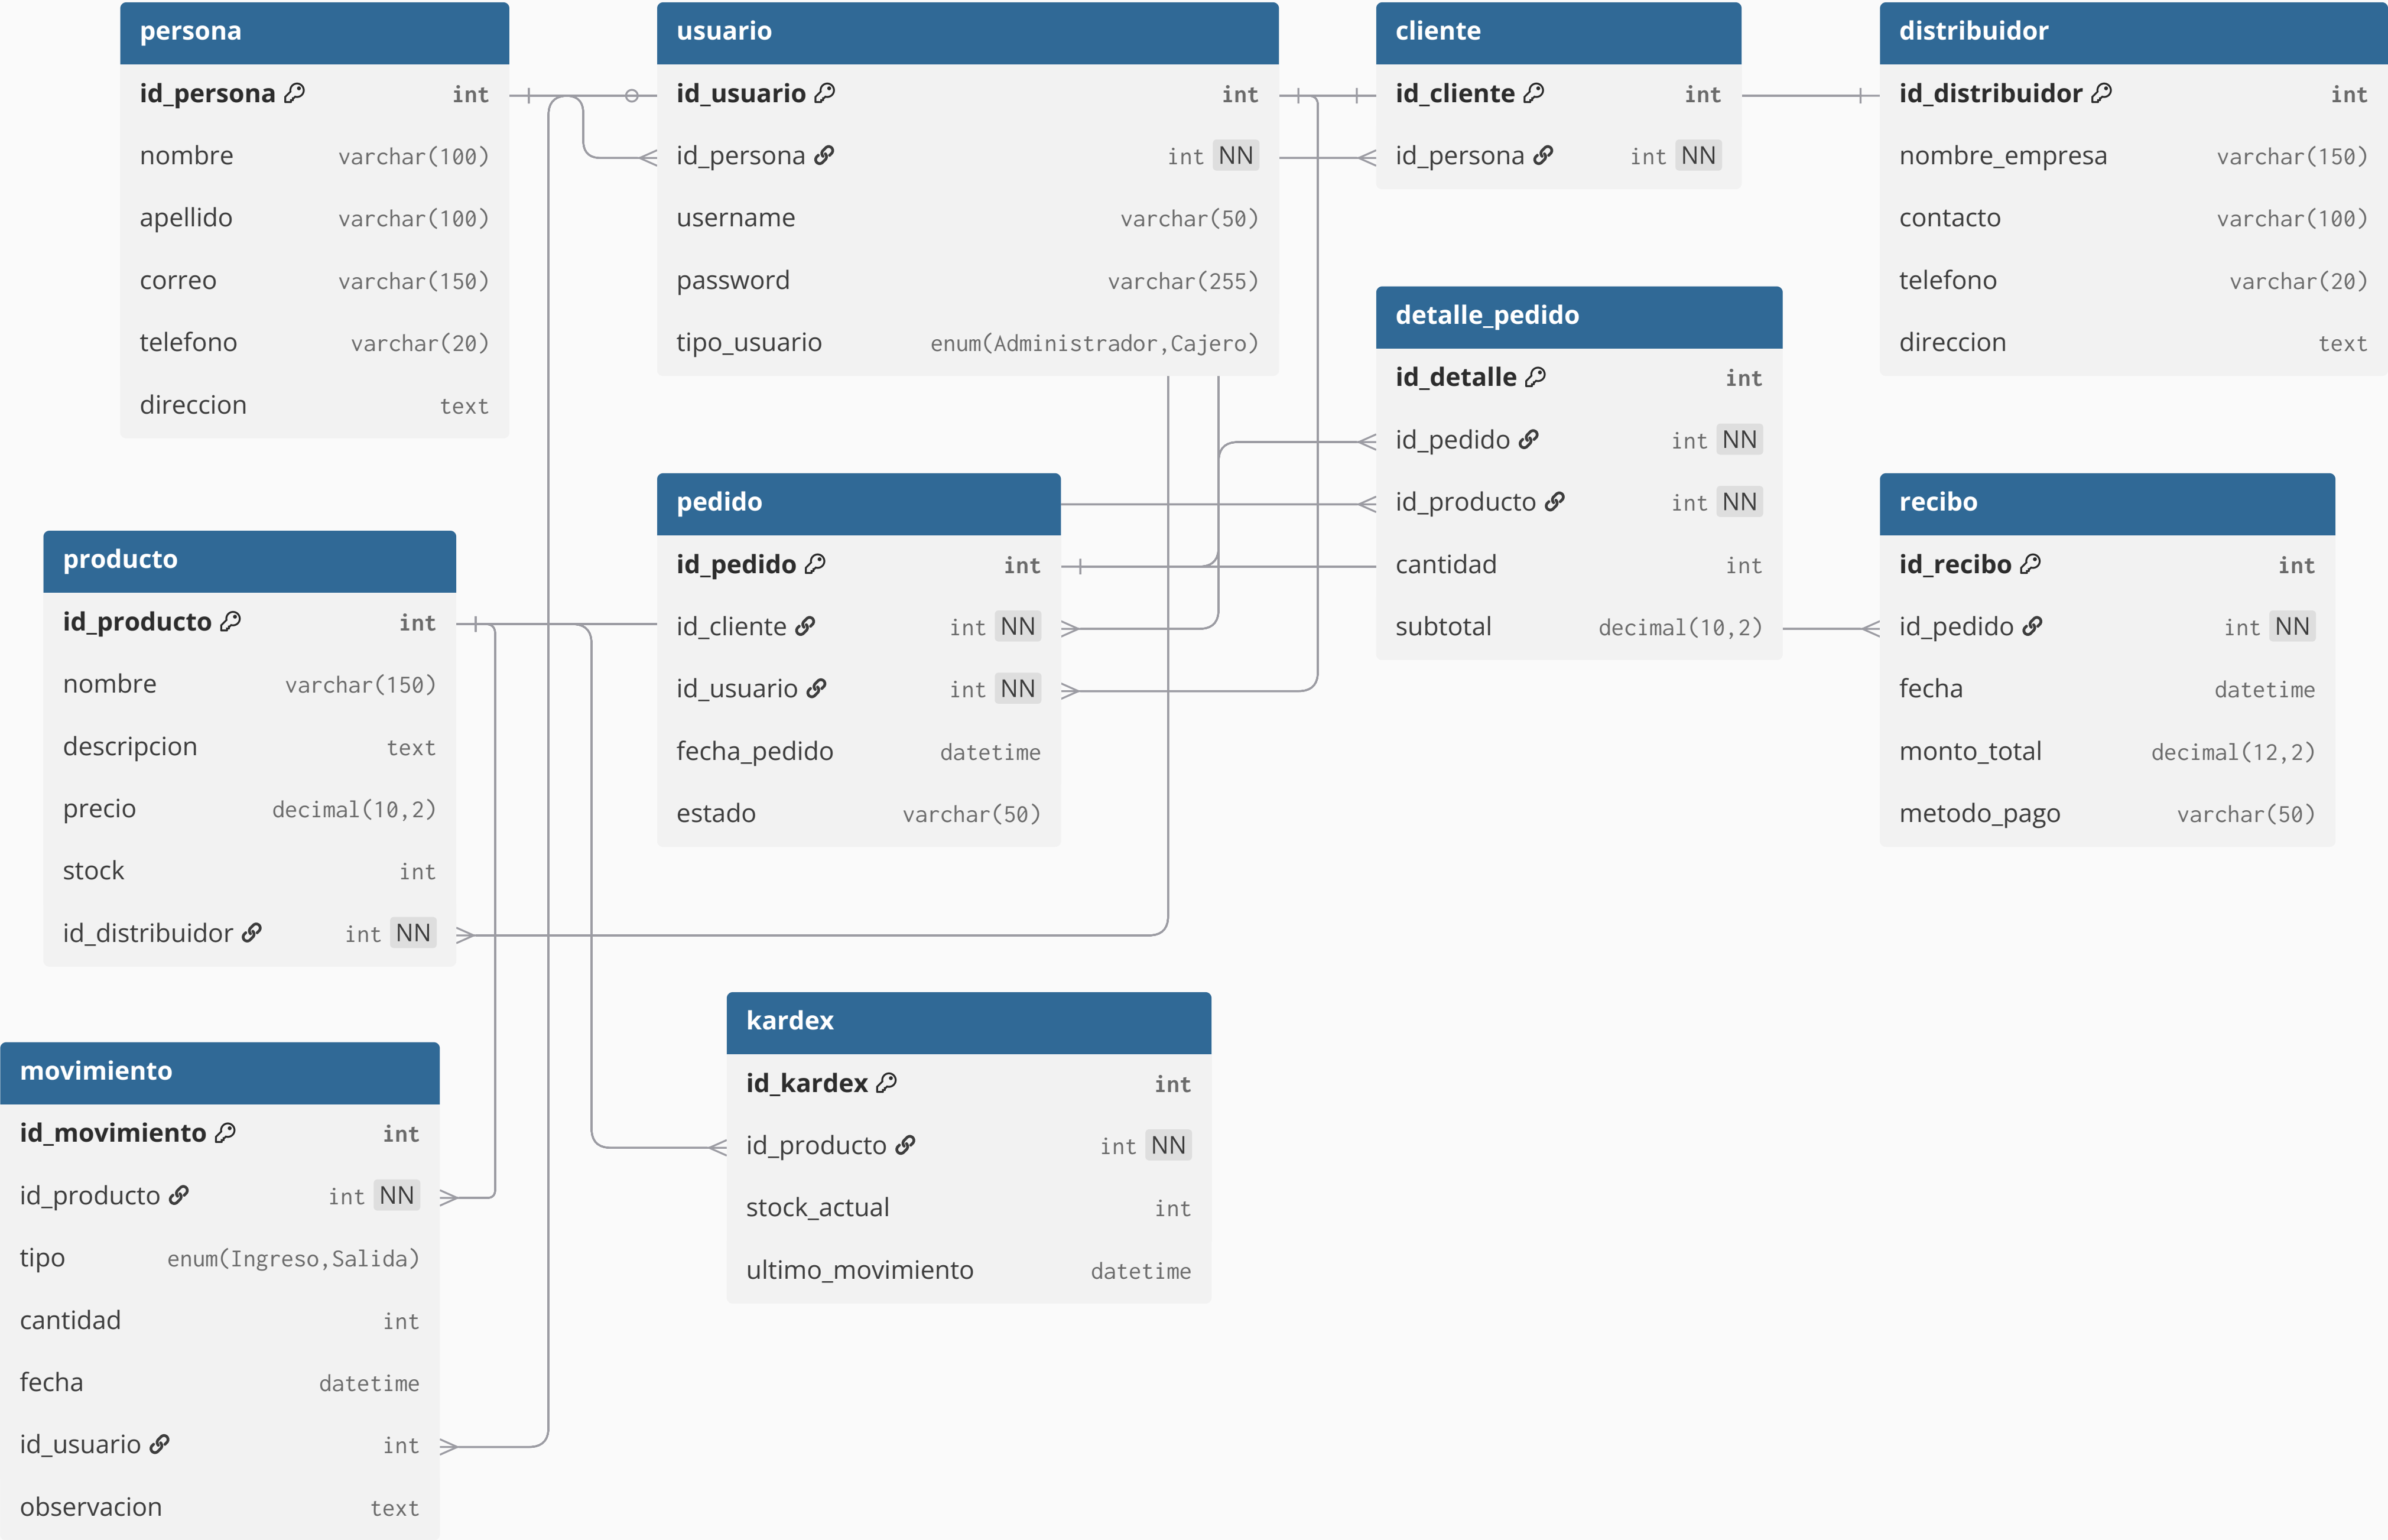 persona
id_persona int
nombre varchar(100)
apellido varchar(100)
correo varchar(150)
telefono varchar(20)
direccion text
usuario
id_usuario int
id_persona int NN
username varchar(50)
password varchar(255)
tipo_usuario enum(Administrador,Cajero)
cliente
id_cliente int
id_persona int NN
distribuidor
id_distribuidor int
nombre_empresa varchar(150)
contacto varchar(100)
telefono varchar(20)
direccion text
detalle_pedido
id_detalle int
id_pedido int NN
id_producto int NN
cantidad int
subtotal decimal(10,2)
pedido
id_pedido int
id_cliente int NN
id_usuario int NN
fecha_pedido datetime
estado varchar(50)
recibo
id_recibo int
id_pedido int NN
fecha datetime
monto_total decimal(12,2)
metodo_pago varchar(50)
producto
id_producto int
nombre varchar(150)
descripcion text
precio decimal(10,2)
stock int
id_distribuidor int NN
kardex
id_kardex int
id_producto int NN
stock_actual int
ultimo_movimiento datetime
movimiento
id_movimiento int
id_producto int NN
tipo enum(Ingreso,Salida)
cantidad int
fecha datetime
id_usuario int
observacion text